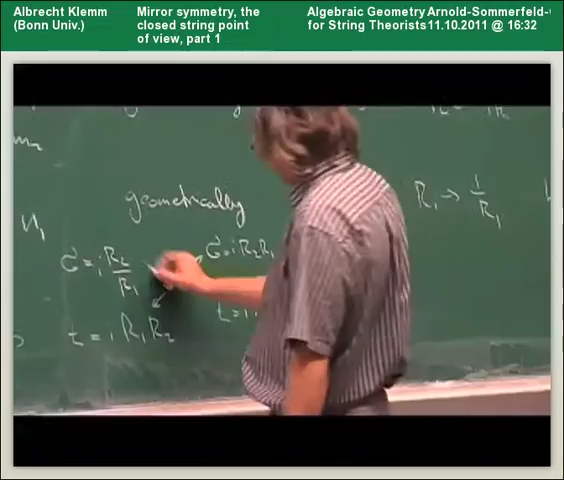 Albrecht Klemm
(Bonn Univ.)
Mirror symmetry, the
closed string point
of view, part 1
Algebraic Geometry
for String Theorists
Arnold-Sommerfeld-
11.10.2011 @ 16:32
geometrically
R₁ → 1/R₁
σ = i R₂/R₁
σ = i R₂R₁
t = i R₁R₂
t = i